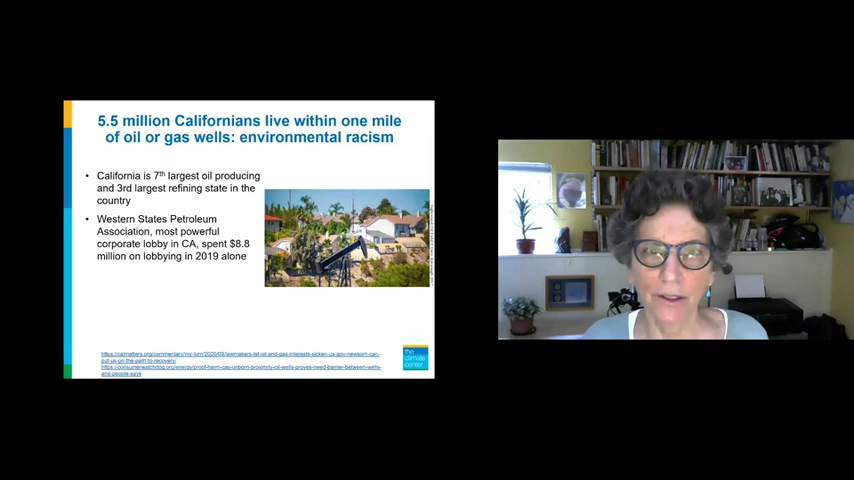 5.5 million Californians live within one mile
of oil or gas wells: environmental racism
• California is 7th largest oil producing
and 3rd largest refining state in the
country
• Western States Petroleum
Association, most powerful
corporate lobby in CA, spent $8.8
million on lobbying in 2019 alone
https://calmatters.org/commentary/my-turn/2020/09/lawmakers-let-oil-and-gas-interests-sicken-us-gov-newsom-can-
put-us-on-the-path-to-recovery/
https://consumerwatchdog.org/energy/proof-harm-cas-unborn-proximity-oil-wells-proves-need-barrier-between-wells-
and-people-says
the
climate
center